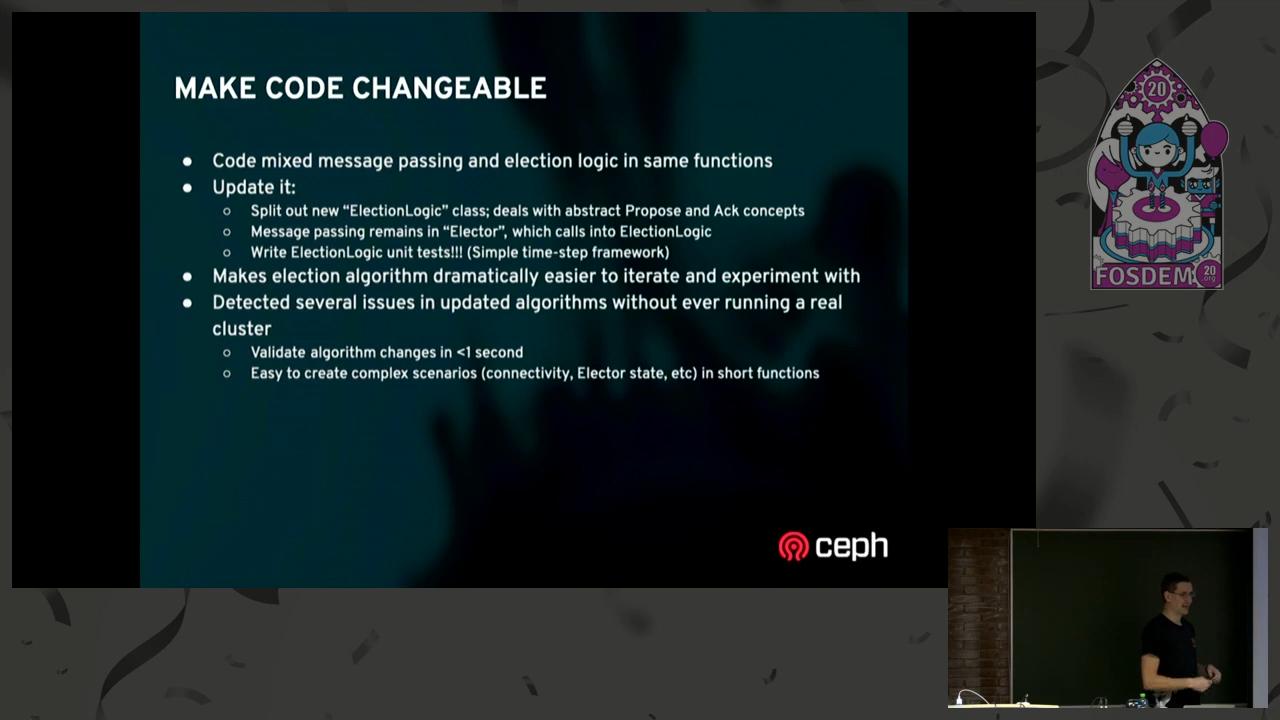 MAKE CODE CHANGEABLE
● Code mixed message passing and election logic in same functions
● Update it:
○ Split out new “ElectionLogic” class; deals with abstract Propose and Ack concepts
○ Message passing remains in “Elector”, which calls into ElectionLogic
○ Write ElectionLogic unit tests!!! (Simple time-step framework)
● Makes election algorithm dramatically easier to iterate and experiment with
● Detected several issues in updated algorithms without ever running a real
cluster
○ Validate algorithm changes in <1 second
○ Easy to create complex scenarios (connectivity, Elector state, etc) in short functions
ceph
20
FOSDEM
20
.org